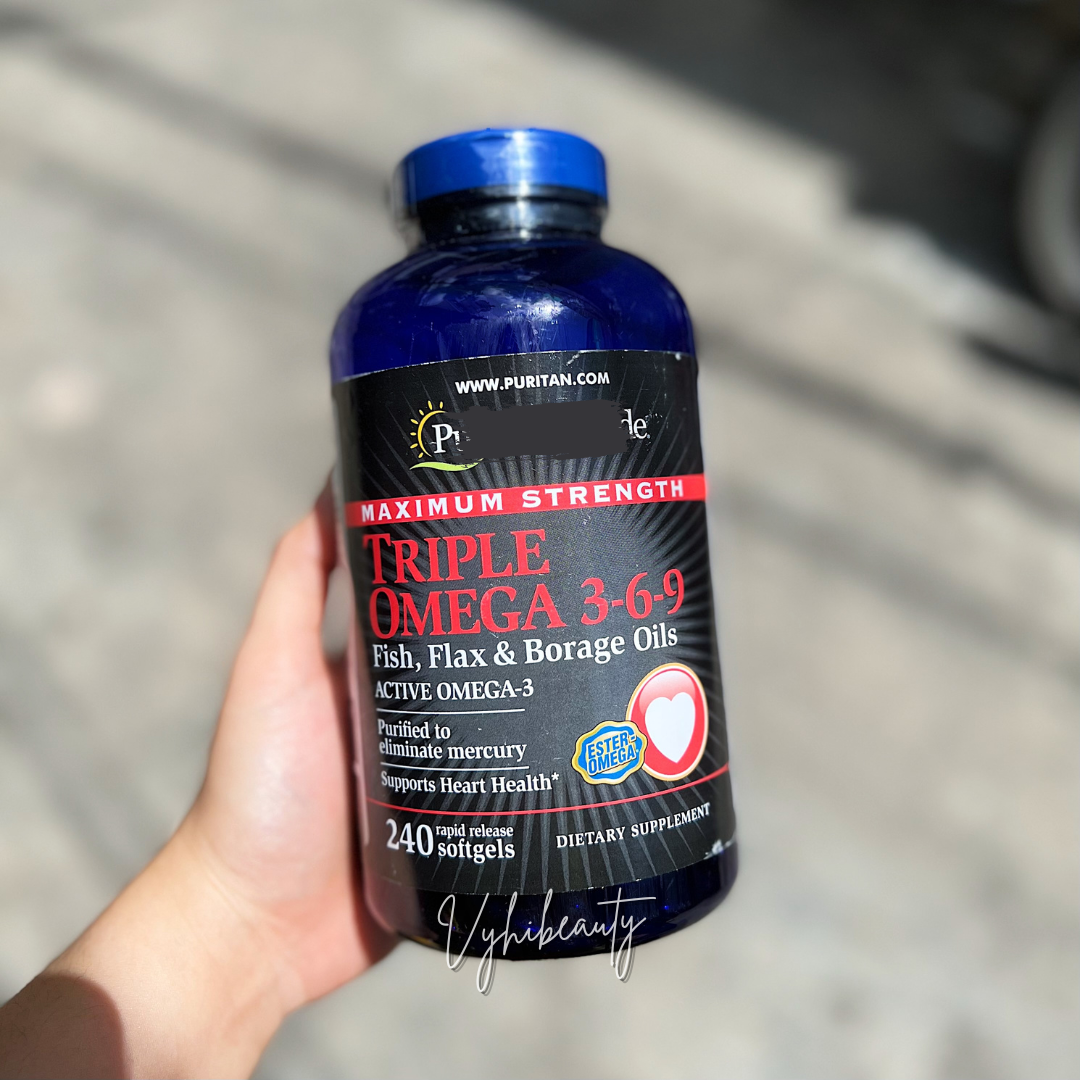 WWW.PURITAN.COM
MAXIMUM STRENGTH
TRIPLE
OMEGA 3-6-9
Fish, Flax & Borage Oils
ACTIVE OMEGA-3
Purified to
eliminate mercury
ESTER-
OMEGA
Supports Heart Health*
240 rapid release
softgels
DIETARY SUPPLEMENT
Vyhibeauty